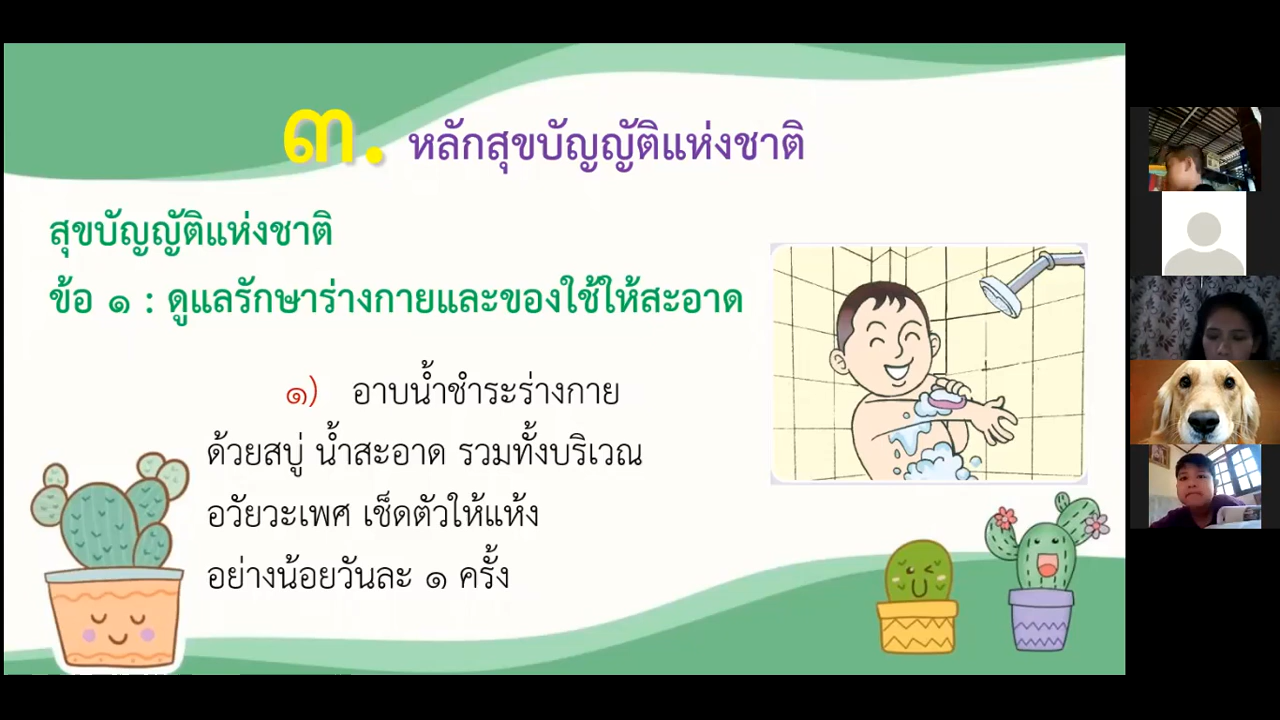 ๓. หลักสุขบัญญัติแห่งชาติ
สุขบัญญัติแห่งชาติ
ข้อ ๑ : ดูแลรักษาร่างกายและของใช้ให้สะอาด
๑) อาบน้ำชำระร่างกาย
ด้วยสบู่ น้ำสะอาด รวมทั้งบริเวณ
อวัยวะเพศ เช็ดตัวให้แห้ง
อย่างน้อยวันละ ๑ ครั้ง